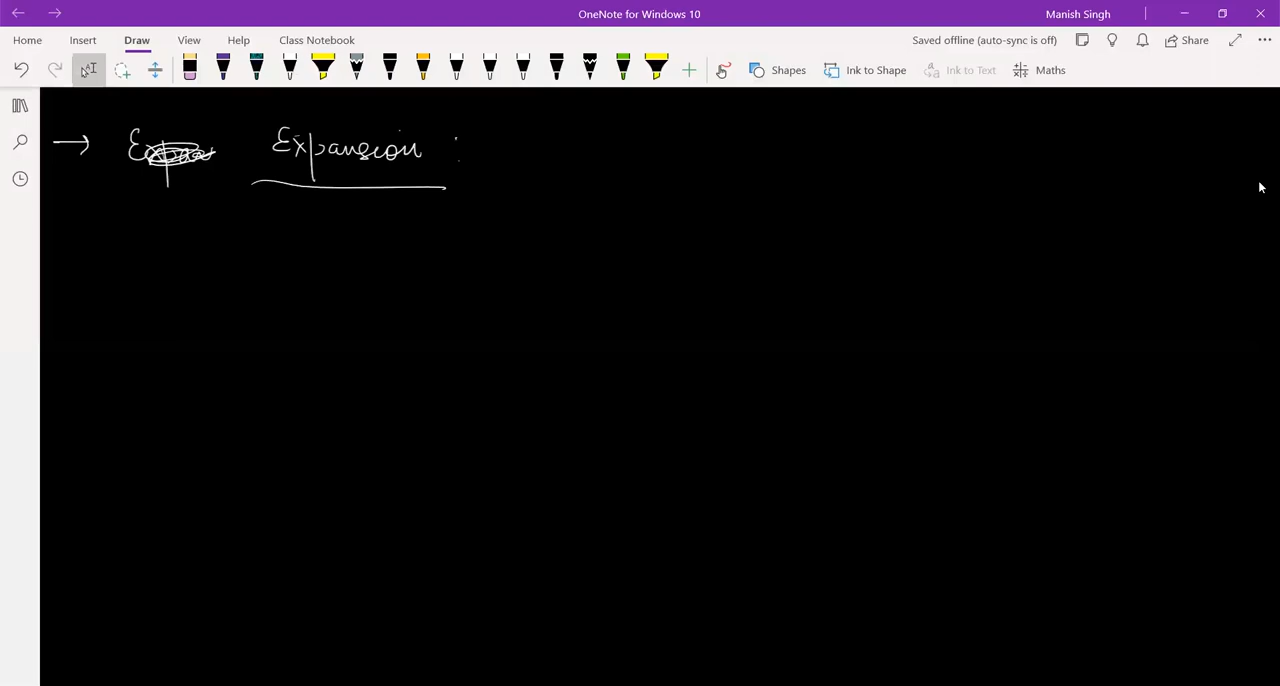 OneNote for Windows 10
Manish Singh
Home Insert Draw View Help Class Notebook
Saved offline (auto-sync is off) Share
Shapes Ink to Shape Ink to Text Maths
→ Expansion :